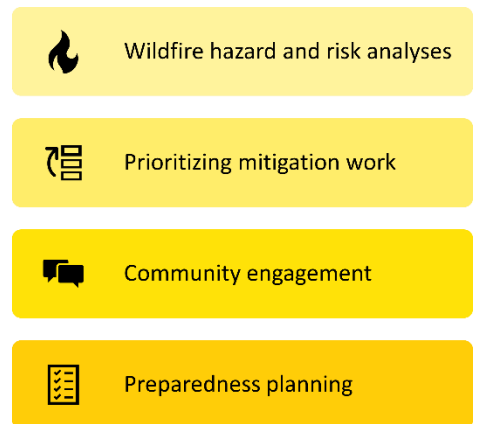 Wildfire hazard and risk analyses
Prioritizing mitigation work
Community engagement
Preparedness planning